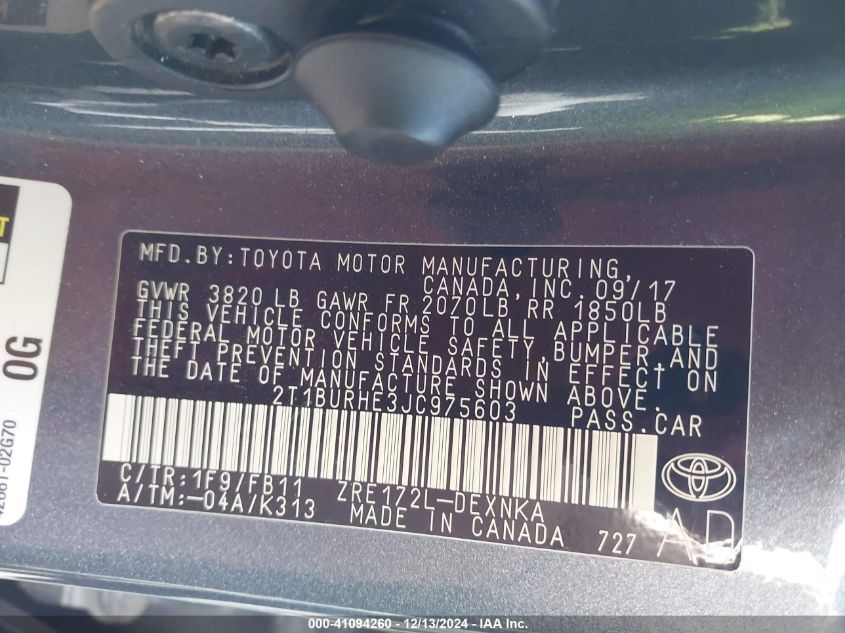 MFD.BY:TOYOTA MOTOR MANUFACTURING,
CANADA, INC. 09/17
GVWR 3820 LB GAWR FR 2070LB RR 1850LB
THIS VEHICLE CONFORMS TO ALL APPLICABLE
FEDERAL MOTOR VEHICLE SAFETY, BUMPER, AND
THEFT PREVENTION STANDARDS IN EFFECT ON
THE DATE OF MANUFACTURE SHOWN ABOVE.
2T1BURHE3JC975603 PASS.CAR
C/TR:1F9/FB11 ZRE172L-DEXNKA
A/TM:-04A/K313 MADE IN CANADA 727
AD
0G
-02G70
000-41094260 - 12/13/2024 - IAA Inc.